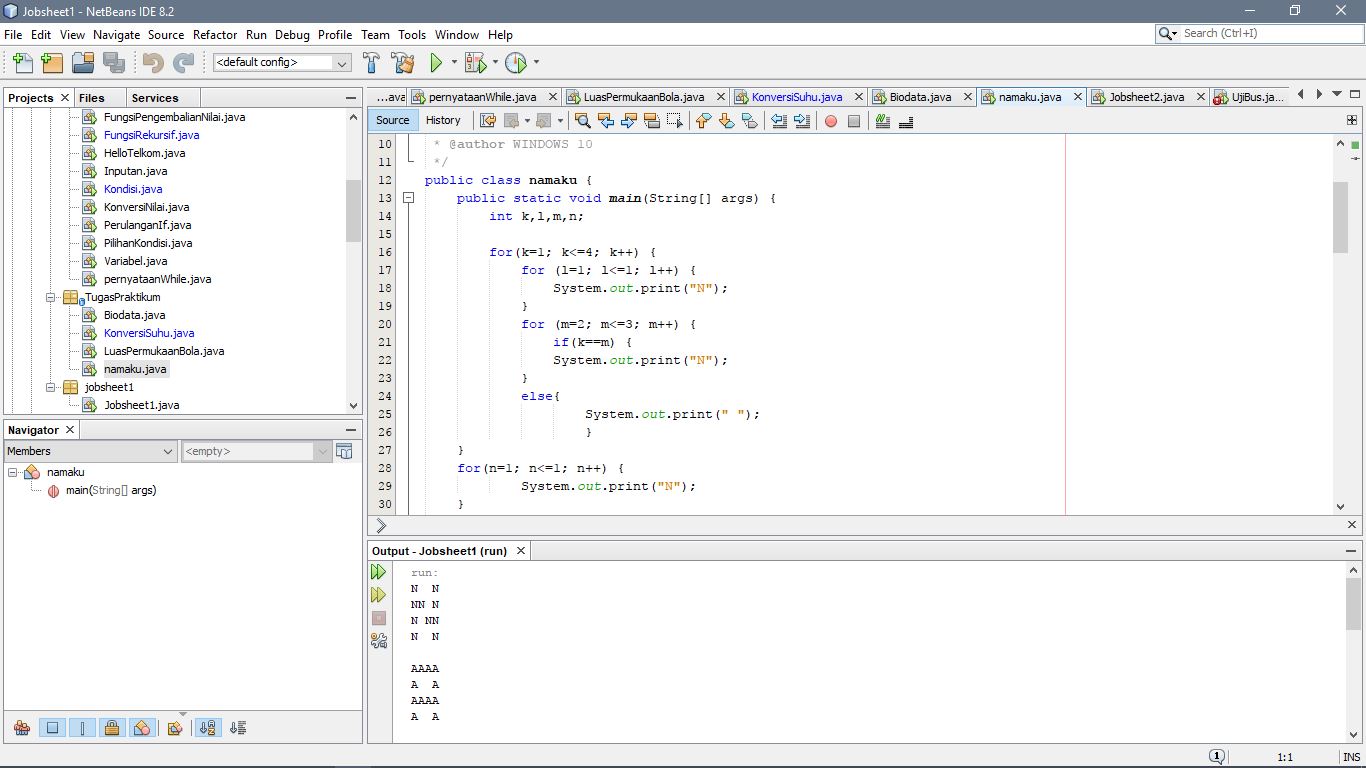 Jobsheet1 - NetBeans IDE 8.2
File Edit View Navigate Source Refactor Run Debug Profile Team Tools Window Help
Search (Ctrl+I)
<default config>
Projects Files Services
FungsiPengembalianNilai.java
FungsiRekursif.java
HelloTelkom.java
Inputan.java
Kondisi.java
KonversiNilai.java
PerulanganIf.java
PilihanKondisi.java
Variabel.java
pernyataanWhile.java
TugasPraktikum
Biodata.java
KonversiSuhu.java
LuasPermukaanBola.java
namaku.java
jobsheet1
Jobsheet1.java
Navigator
Members <empty>
namaku
main(String[] args)
...ava pernyataanWhile.java LuasPermukaanBola.java KonversiSuhu.java Biodata.java namaku.java Jobsheet2.java UjiBus.ja...
Source History
10 * @author WINDOWS 10
11 */
12 public class namaku {
13 public static void main(String[] args) {
14 int k,l,m,n;
15
16 for(k=1; k<=4; k++) {
17 for (l=1; l<=1; l++) {
18 System.out.print("N");
19 }
20 for (m=2; m<=3; m++) {
21 if(k==m) {
22 System.out.print("N");
23 }
24 else{
25 System.out.print(" ");
26 }
27 }
28 for(n=1; n<=1; n++) {
29 System.out.print("N");
30 }
Output - Jobsheet1 (run)
run:
N  N
NN N
N NN
N  N
AAAA
A  A
AAAA
A  A
1 1:1 INS